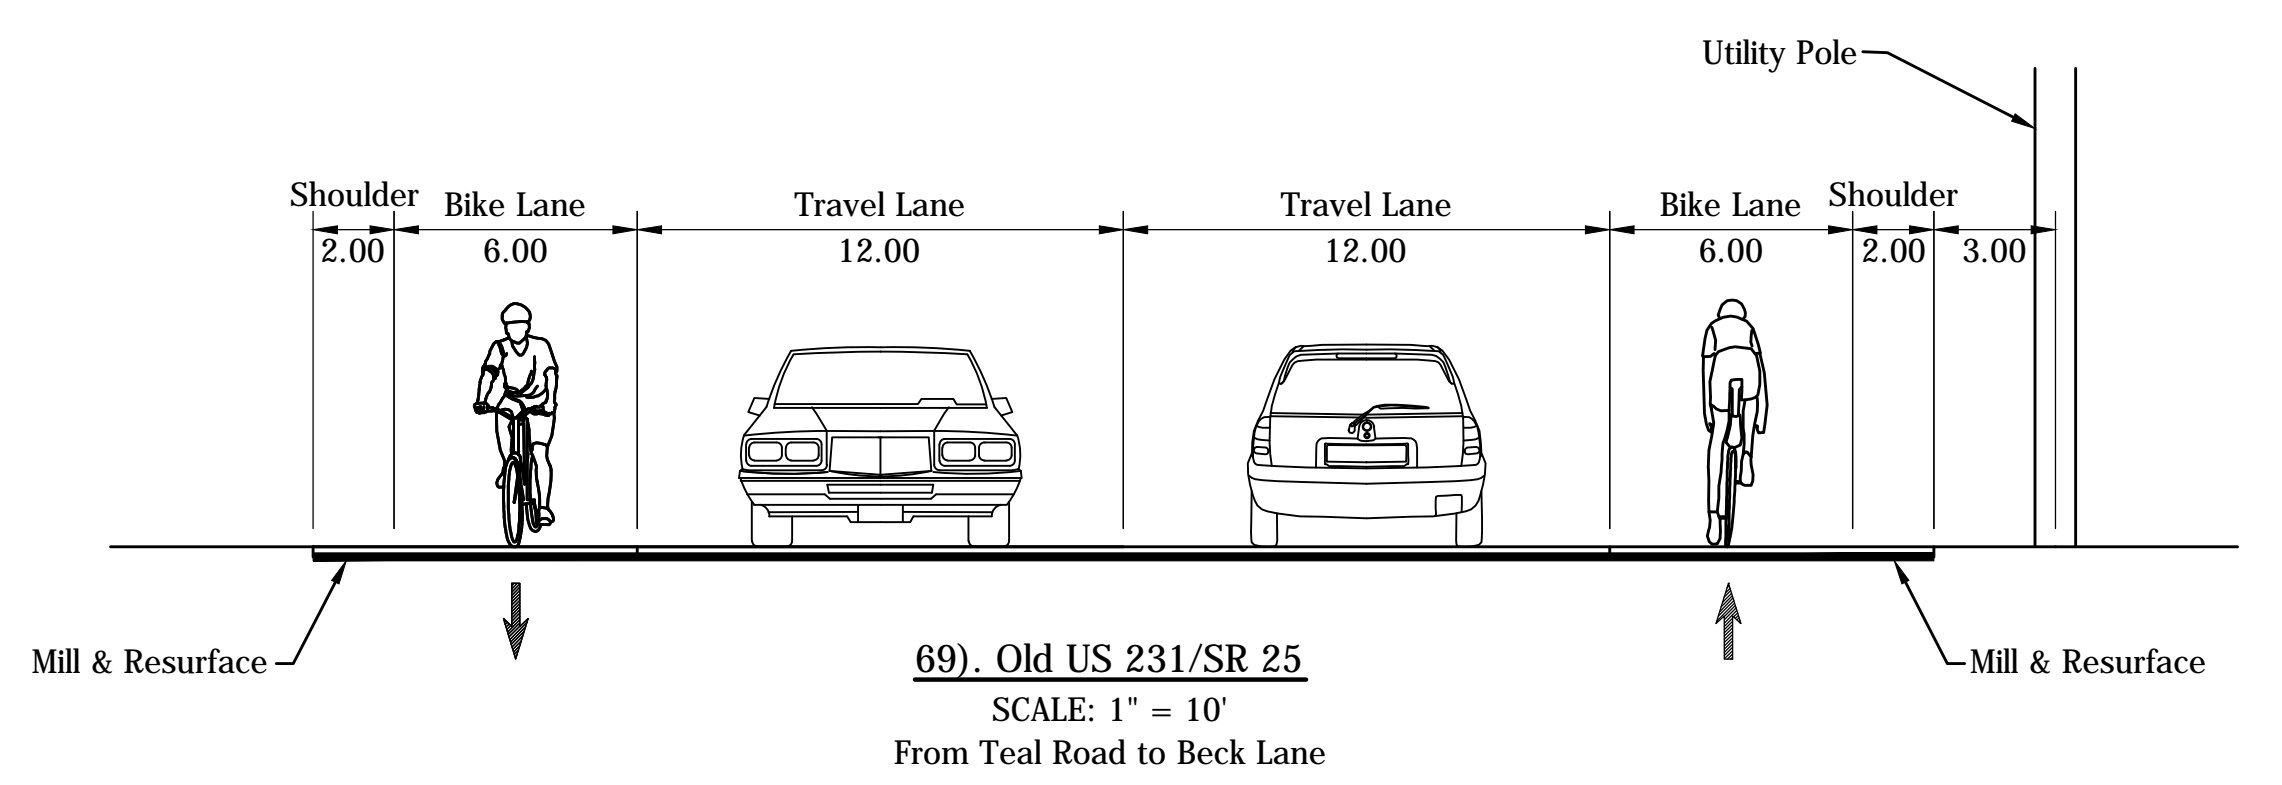 Utility Pole
Shoulder Bike Lane Travel Lane Travel Lane Bike Lane Shoulder
2.00 6.00 12.00 12.00 6.00 2.00 3.00
Mill & Resurface
Mill & Resurface
69). Old US 231/SR 25
SCALE: 1" = 10'
From Teal Road to Beck Lane